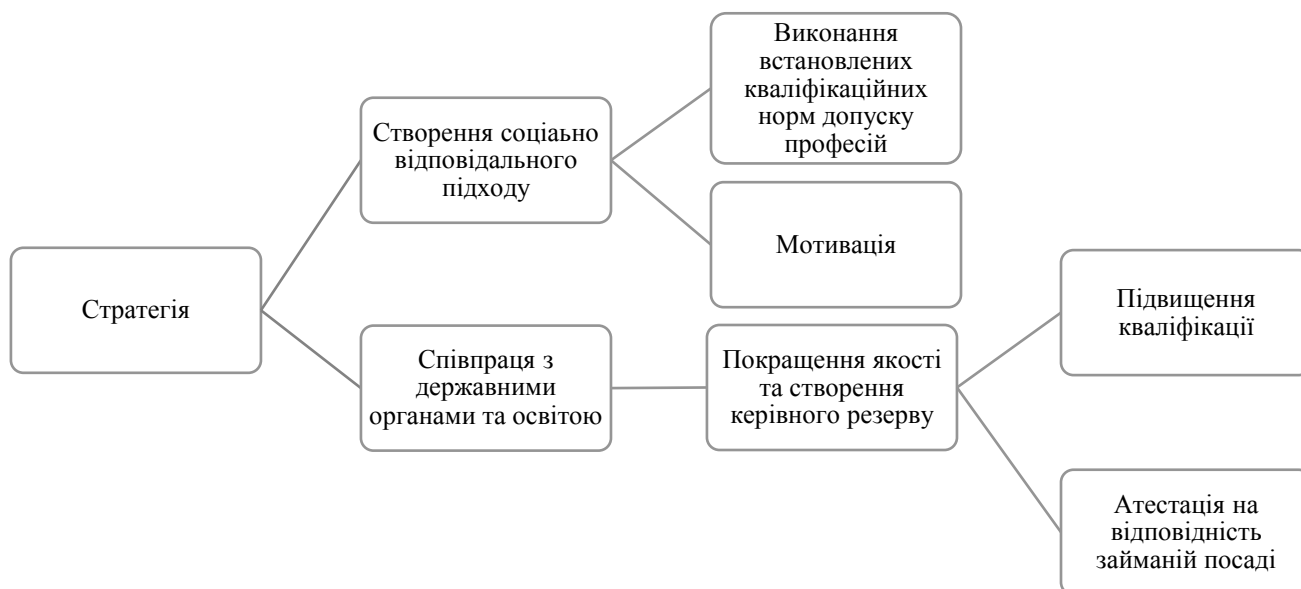 Стратегія
Створення соціаьно
відповідального
підходу
Виконання
встановлених
кваліфікаційних
норм допуску
професій
Мотивація
Співпраця з
державними
органами та освітою
Покращення якості
та створення
керівного резерву
Підвищення
кваліфікації
Атестація на
відповідність
займаній посаді